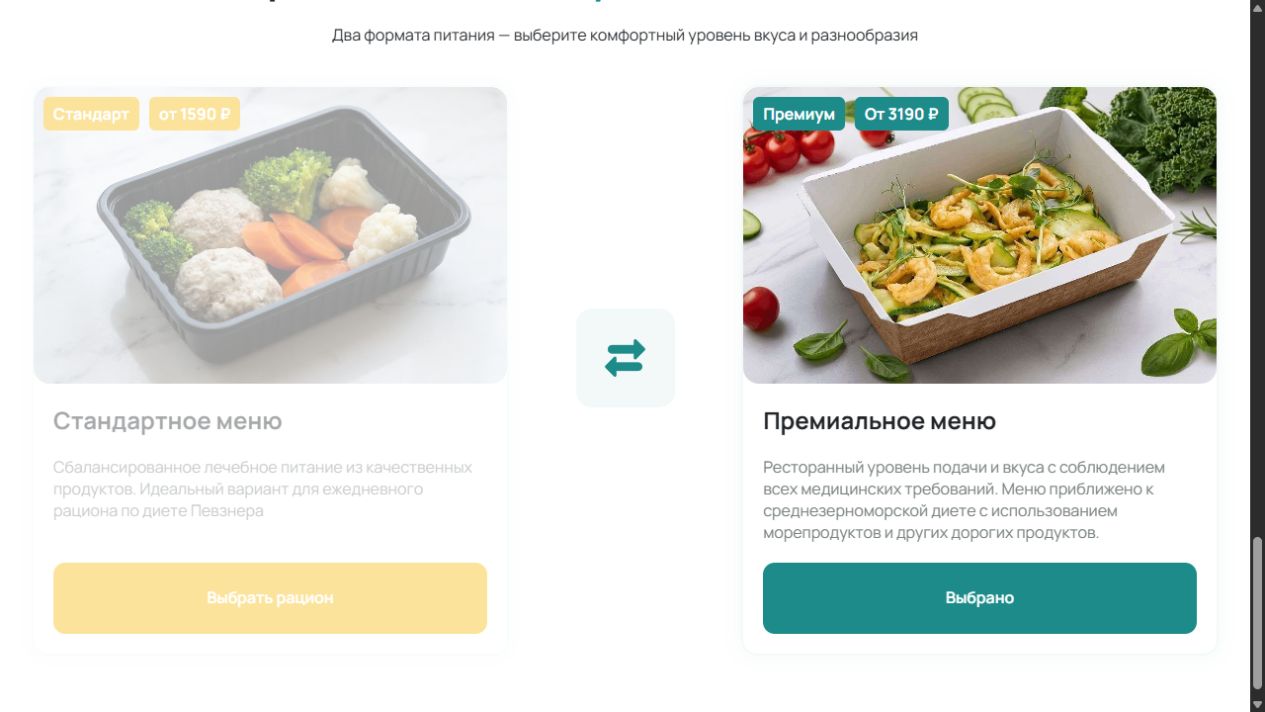 Два формата питания — выберите комфортный уровень вкуса и разнообразия
Стандарт
от 1590 ₽
Стандартное меню
Сбалансированное лечебное питание из качественных
продуктов. Идеальный вариант для ежедневного
рациона по диете Певзнера
Выбрать рацион
Премиум
От 3190 ₽
Премиальное меню
Ресторанный уровень подачи и вкуса с соблюдением
всех медицинских требований. Меню приближено к
среднезерноморской диете с использованием
морепродуктов и других дорогих продуктов.
Выбрано